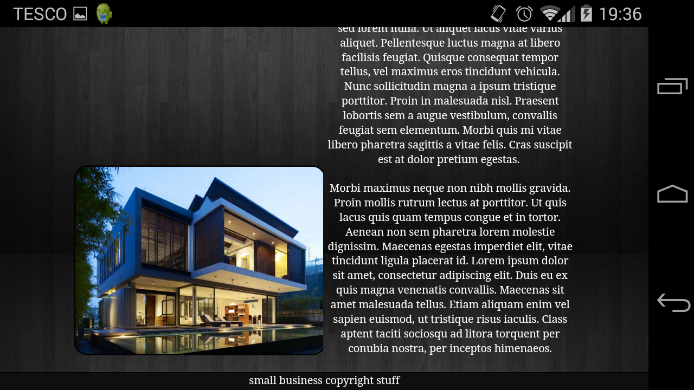 TESCO
19:36
sed lorem nulla. Ut aliquet lacus vitae varius
aliquet. Pellentesque luctus magna at libero
facilisis feugiat. Quisque consequat tempor
tellus, vel maximus eros tincidunt vehicula.
Nunc sollicitudin magna a ipsum tristique
porttitor. Proin in malesuada nisl. Praesent
lobortis sem a augue vestibulum, convallis
feugiat sem elementum. Morbi quis mi vitae
libero pharetra sagittis a vitae felis. Cras suscipit
est at dolor pretium egestas.
Morbi maximus neque non nibh mollis gravida.
Proin mollis rutrum lectus at porttitor. Ut quis
lacus quis quam tempus congue et in tortor.
Aenean non sem pharetra lorem molestie
dignissim. Maecenas egestas imperdiet elit, vitae
tincidunt ligula placerat id. Lorem ipsum dolor
sit amet, consectetur adipiscing elit. Duis eu ex
quis magna venenatis convallis. Maecenas sit
amet malesuada tellus. Etiam aliquam enim vel
sapien euismod, ut tristique risus iaculis. Class
aptent taciti sociosqu ad litora torquent per
conubia nostra, per inceptos himenaeos.
small business copyright stuff